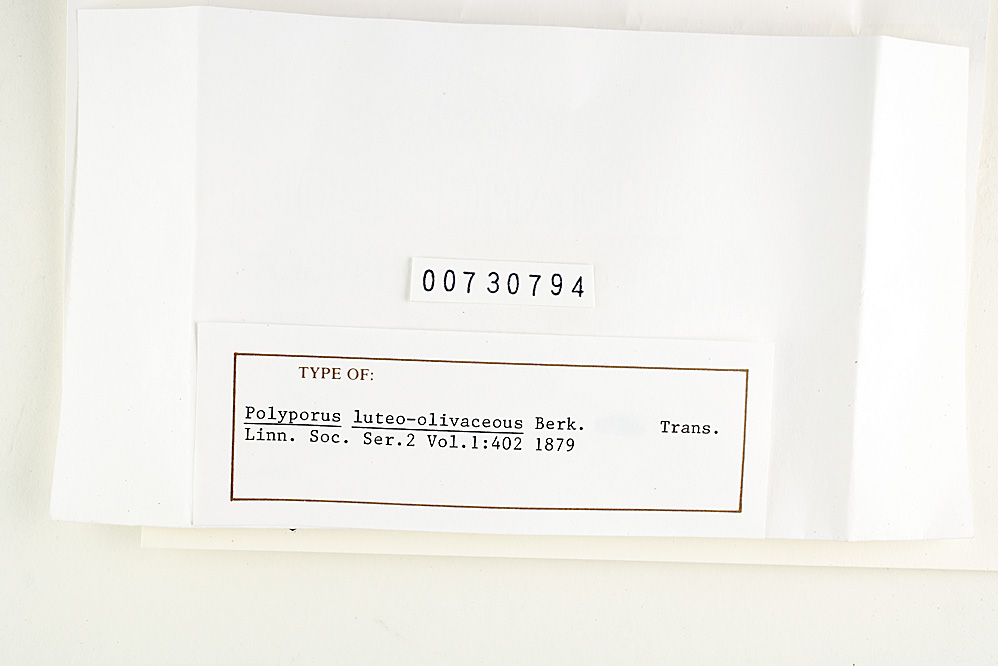 00730794
TYPE OF:
Polyporus luteo-olivaceous Berk. Trans.
Linn. Soc. Ser.2 Vol.1:402 1879